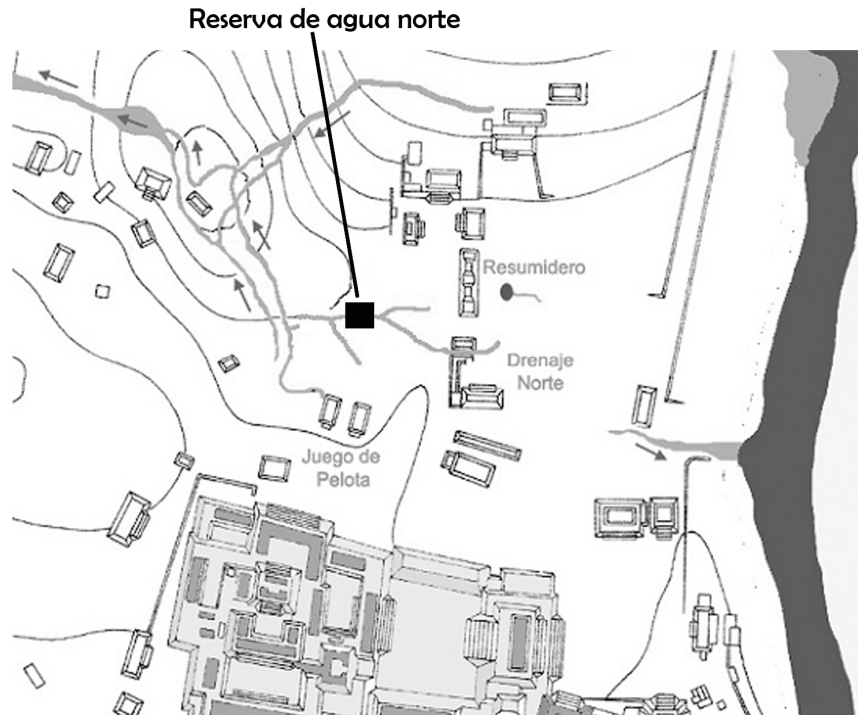 Reserva de agua norte
Resumidero
Drenaje
Norte
Juego de
Pelota